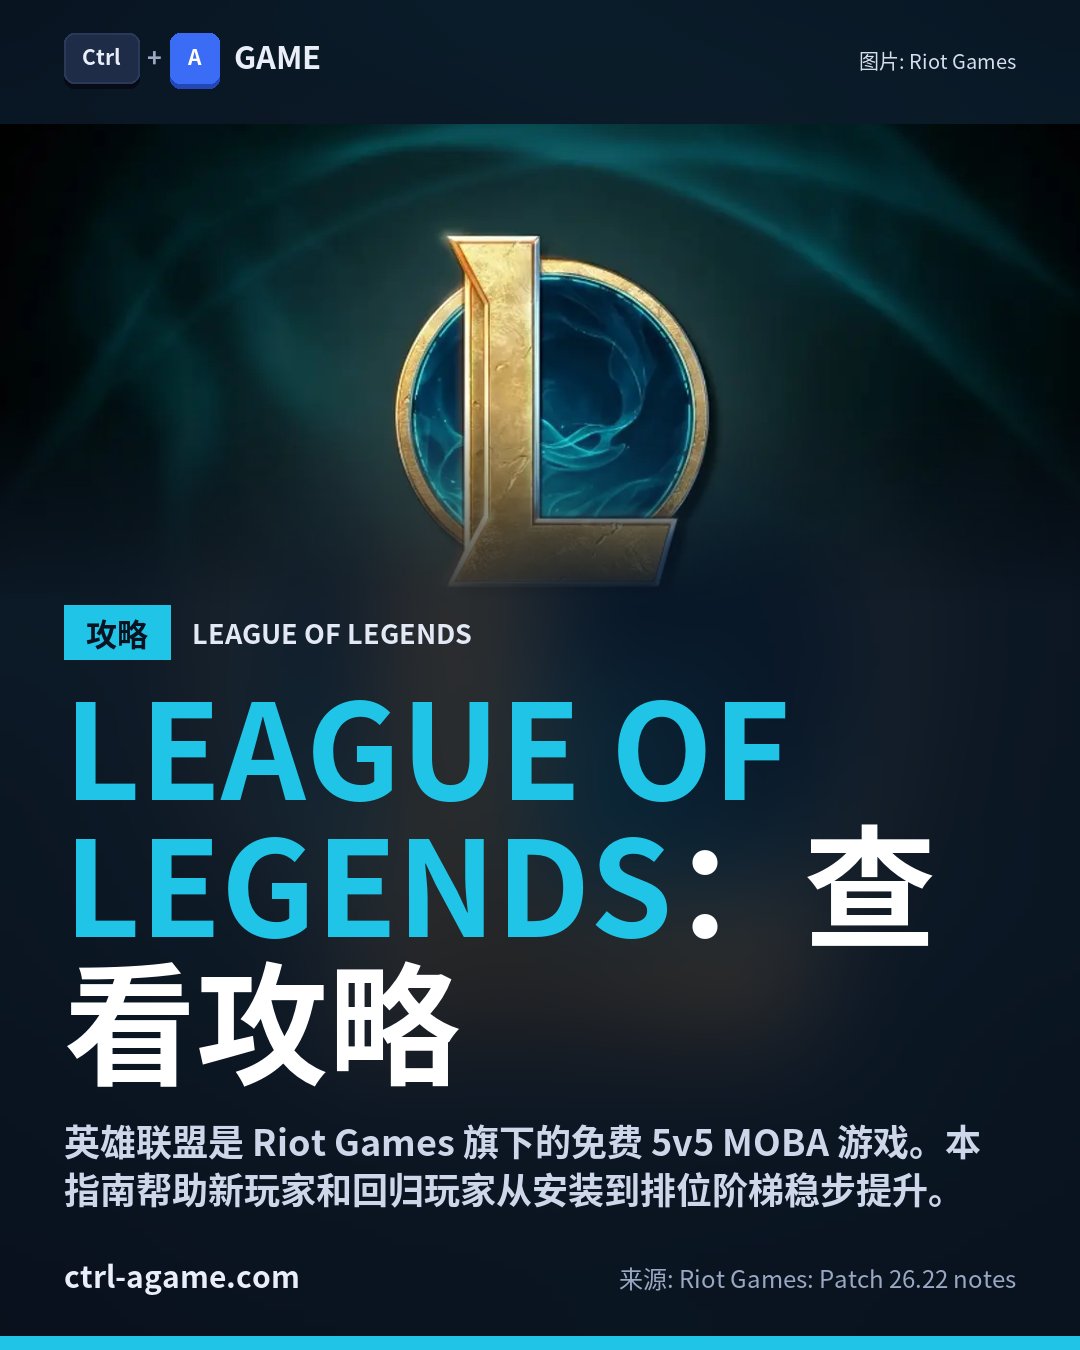 Ctrl + A GAME
图片: Riot Games
攻略 LEAGUE OF LEGENDS
LEAGUE OF
LEGENDS：查
看攻略
英雄联盟是 Riot Games 旗下的免费 5v5 MOBA 游戏。本
指南帮助新玩家和回归玩家从安装到排位阶梯稳步提升。
ctrl-agame.com
来源: Riot Games: Patch 26.22 notes